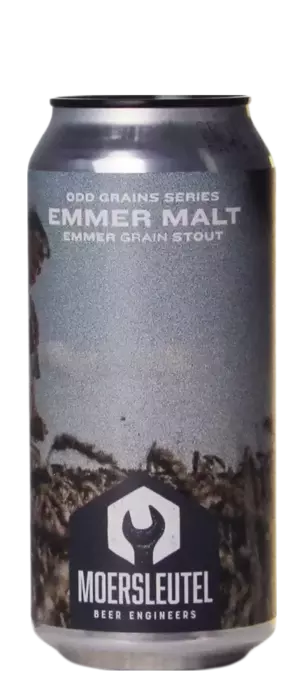 ODD GRAINS SERIES
EMMER MALT
EMMER GRAIN STOUT
MOERSLEUTEL
BEER ENGINEERS